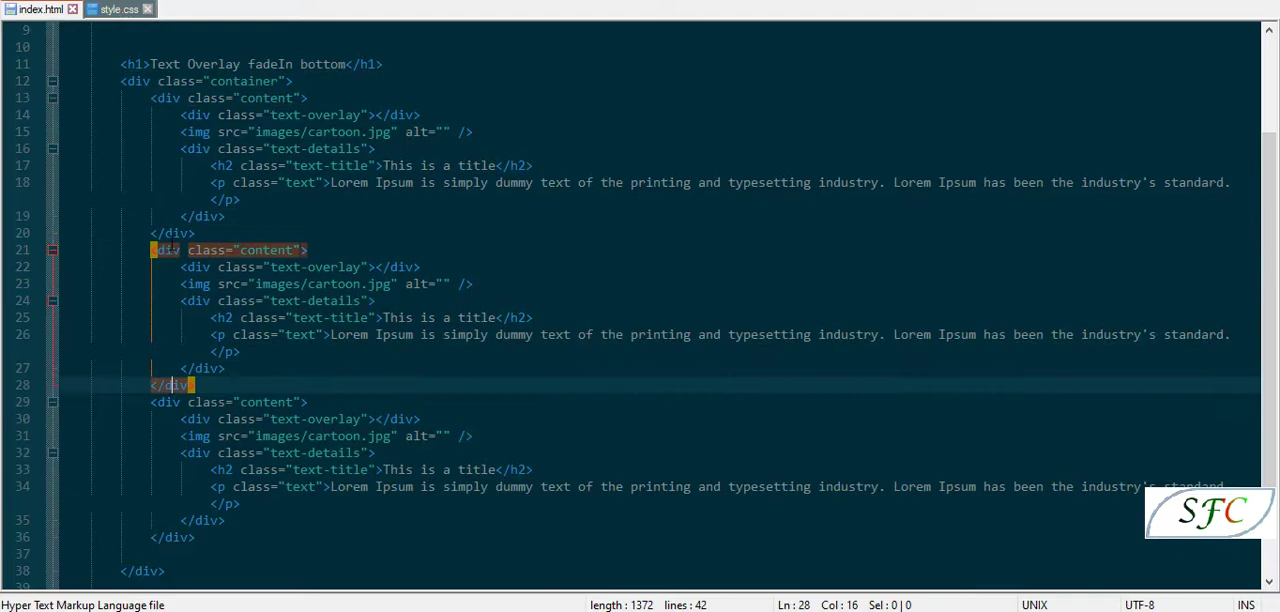 index.html style.css
9
10
11 <h1>Text Overlay fadeIn bottom</h1>
12 <div class="container">
13 <div class="content">
14 <div class="text-overlay"></div>
15 <img src="images/cartoon.jpg" alt="" />
16 <div class="text-details">
17 <h2 class="text-title">This is a title</h2>
18 <p class="text">Lorem Ipsum is simply dummy text of the printing and typesetting industry. Lorem Ipsum has been the industry's standard.
</p>
19 </div>
20 </div>
21 <div class="content">
22 <div class="text-overlay"></div>
23 <img src="images/cartoon.jpg" alt="" />
24 <div class="text-details">
25 <h2 class="text-title">This is a title</h2>
26 <p class="text">Lorem Ipsum is simply dummy text of the printing and typesetting industry. Lorem Ipsum has been the industry's standard.
</p>
27 </div>
28 </div>
29 <div class="content">
30 <div class="text-overlay"></div>
31 <img src="images/cartoon.jpg" alt="" />
32 <div class="text-details">
33 <h2 class="text-title">This is a title</h2>
34 <p class="text">Lorem Ipsum is simply dummy text of the printing and typesetting industry. Lorem Ipsum has been the industry's standard.
</p>
SFC
35 </div>
36 </div>
37
38 </div>
39
Hyper Text Markup Language file length : 1372 lines : 42 Ln : 28 Col : 16 Sel : 0 | 0 UNIX UTF-8 INS